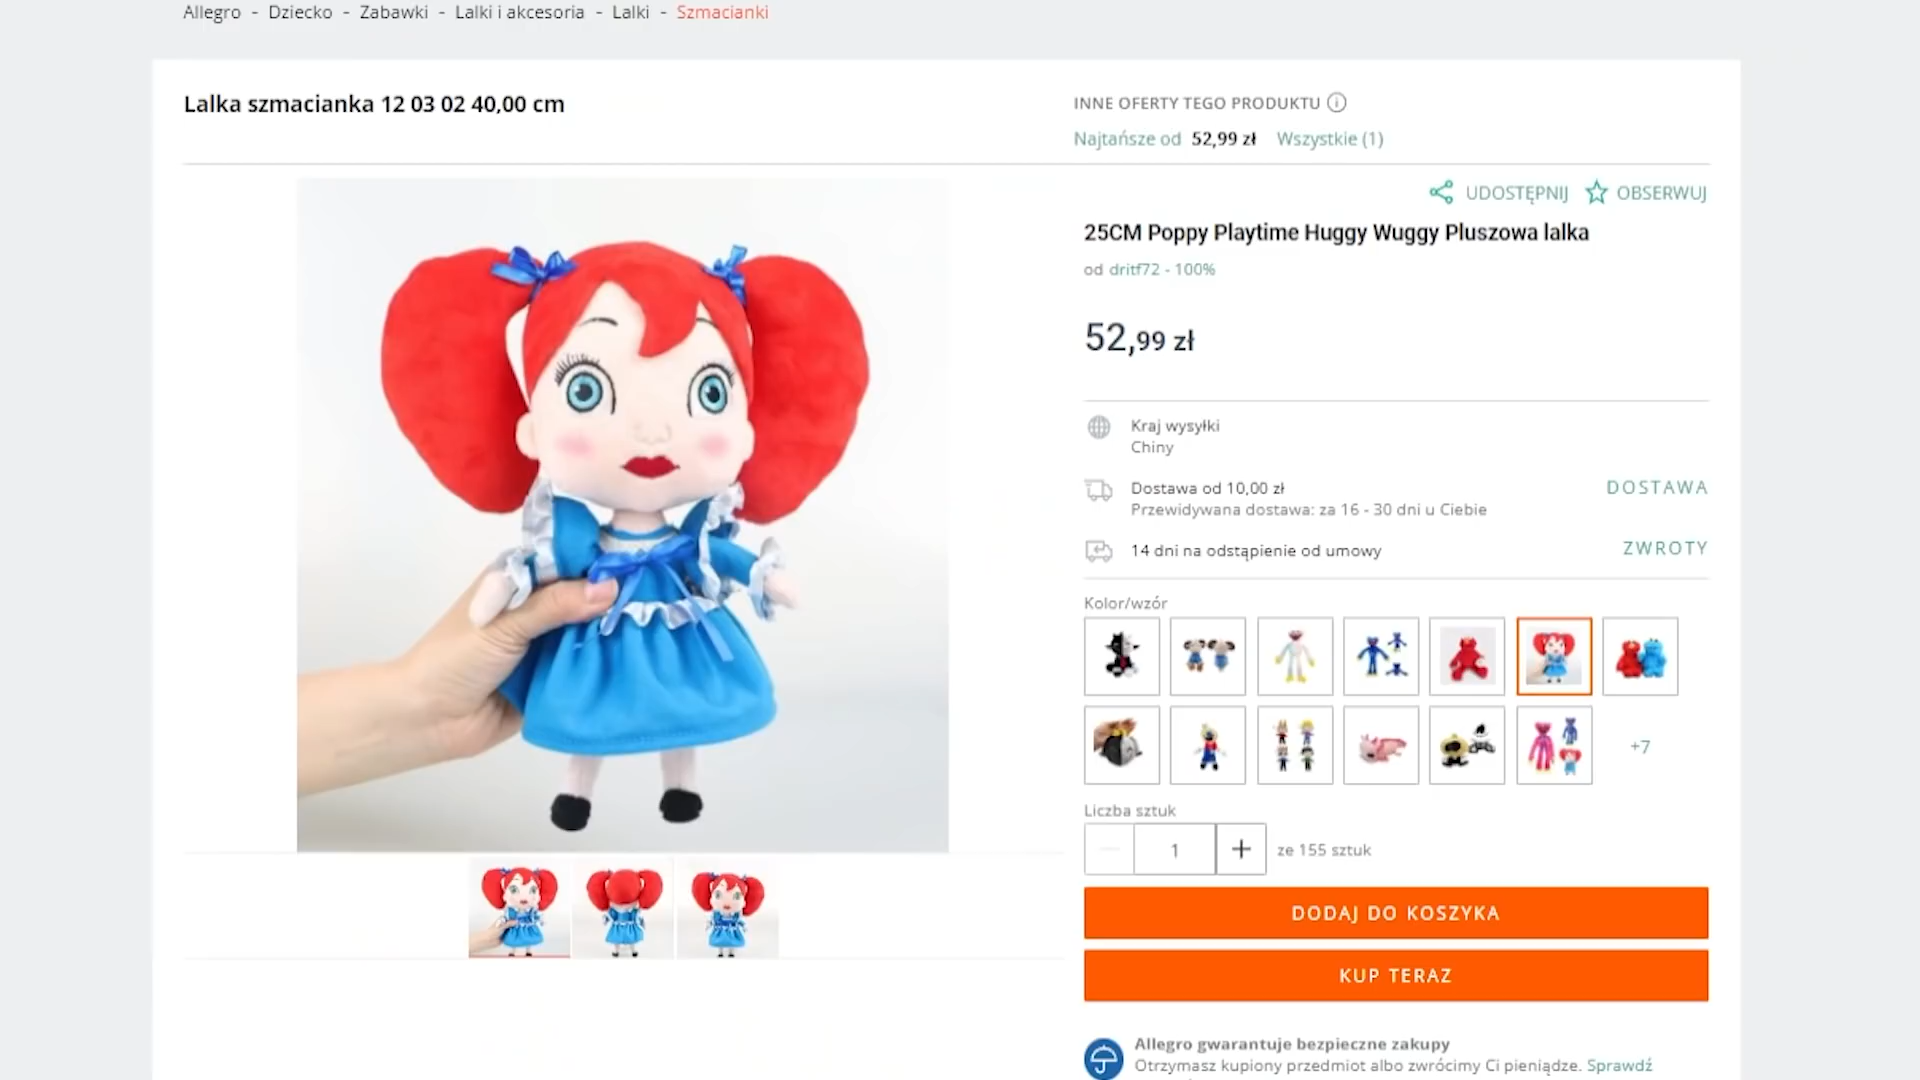 Allegro - Dziecko - Zabawki - Lalki i akcesoria - Lalki - Szmacianki
Lalka szmacianka 12 03 02 40,00 cm
INNE OFERTY TEGO PRODUKTU
Najtańsze od 52,99 zł Wszystkie (1)
UDOSTĘPNIJ OBSERWUJ
25CM Poppy Playtime Huggy Wuggy Pluszowa lalka
od dritf72 - 100%
52,99 zł
Kraj wysyłki
Chiny
Dostawa od 10,00 zł DOSTAWA
Przewidywana dostawa: za 16 - 30 dni u Ciebie
14 dni na odstąpienie od umowy ZWROTY
Kolor/wzór
+7
Liczba sztuk
1 + ze 155 sztuk
DODAJ DO KOSZYKA
KUP TERAZ
Allegro gwarantuje bezpieczne zakupy
Otrzymasz kupiony przedmiot albo zwrócimy Ci pieniądze. Sprawdź